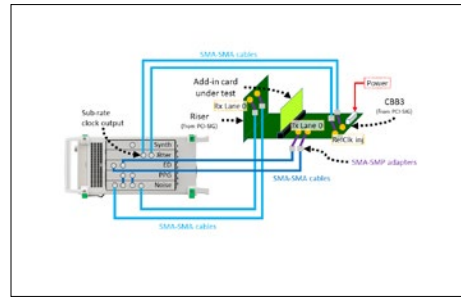 SMA-SMA cables
Add-in card
under test
Power
Rx Lane 0
Sub-rate
clock output
Riser
(from PCI-SIG)
Tx Lane 0
CBB3
(from PCI-SIG)
RefClk inj
Synth
Jitter
ED
PPG
Noise
SMA-SMP adapters
SMA-SMA cables
SMA-SMA cables